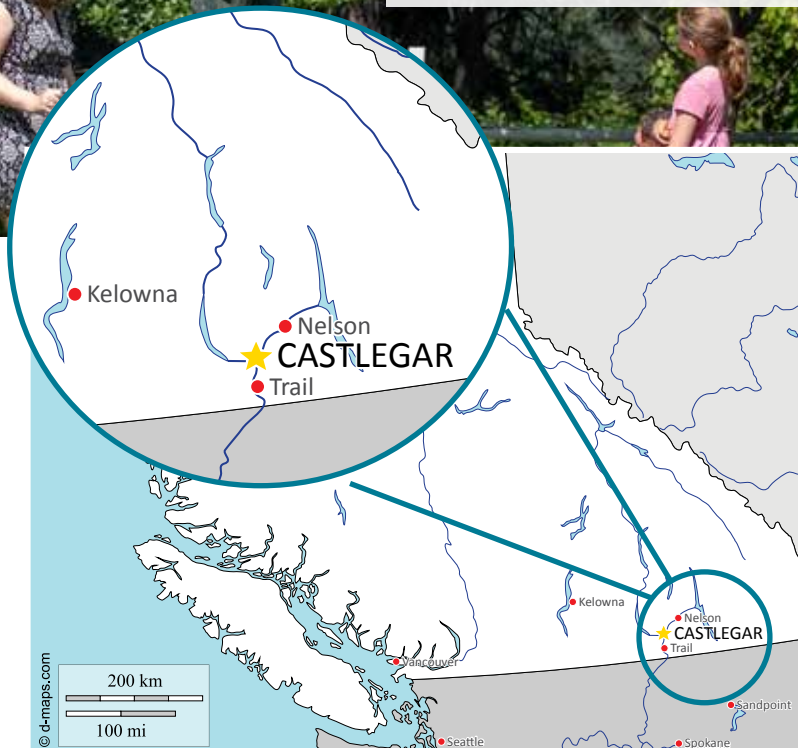 Kelowna
Nelson
CASTLEGAR
Trail
Kelowna
Nelson
CASTLEGAR
Trail
Vancouver
Sandpoint
Seattle
Spokane
200 km
100 mi
© d-maps.com